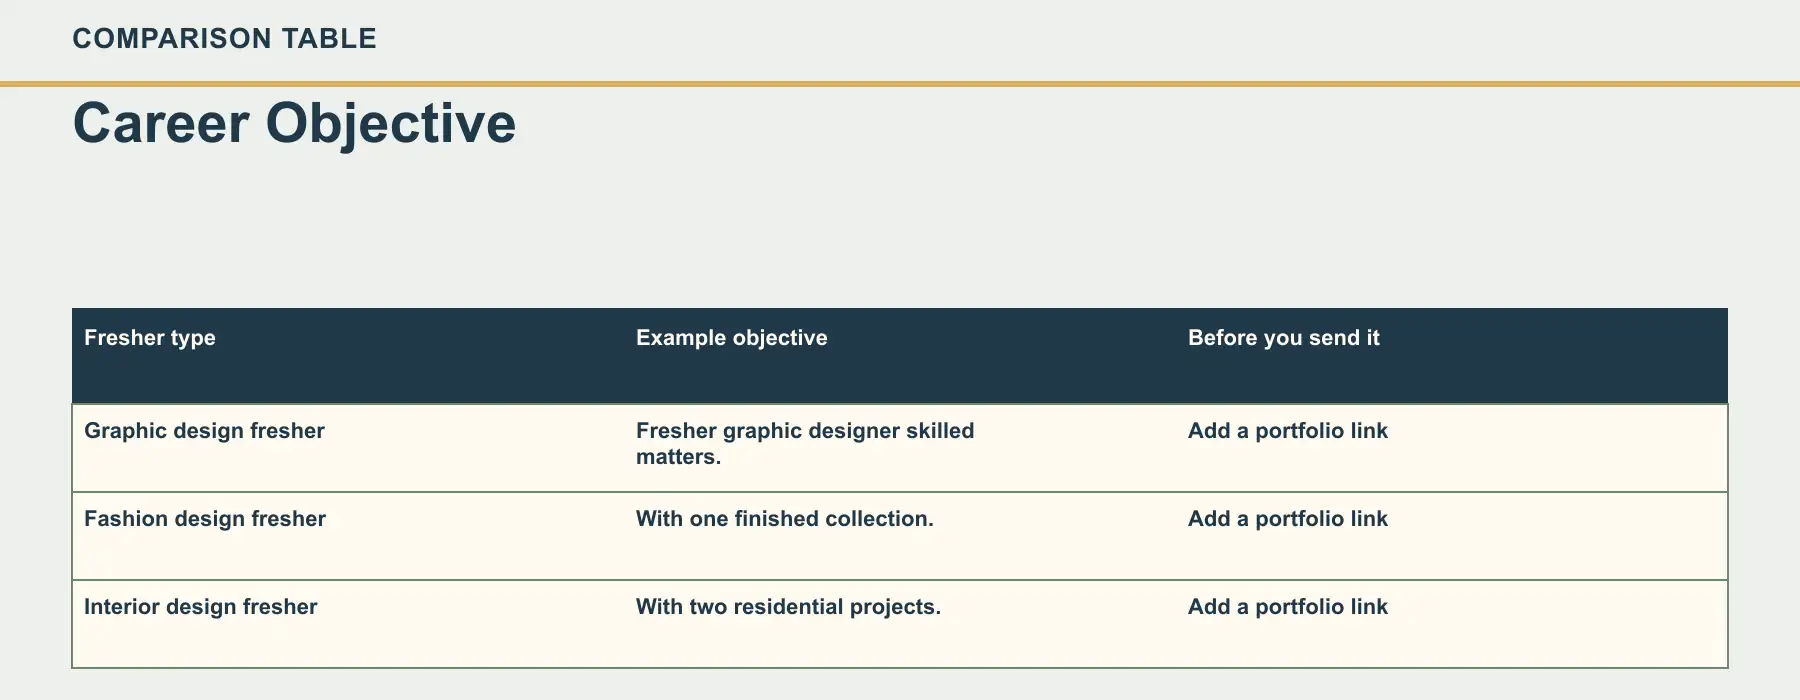 COMPARISON TABLE
Career Objective
Fresher type Example objective Before you send it
Graphic design fresher Fresher graphic designer skilled Add a portfolio link
matters.
Fashion design fresher With one finished collection. Add a portfolio link
Interior design fresher With two residential projects. Add a portfolio link